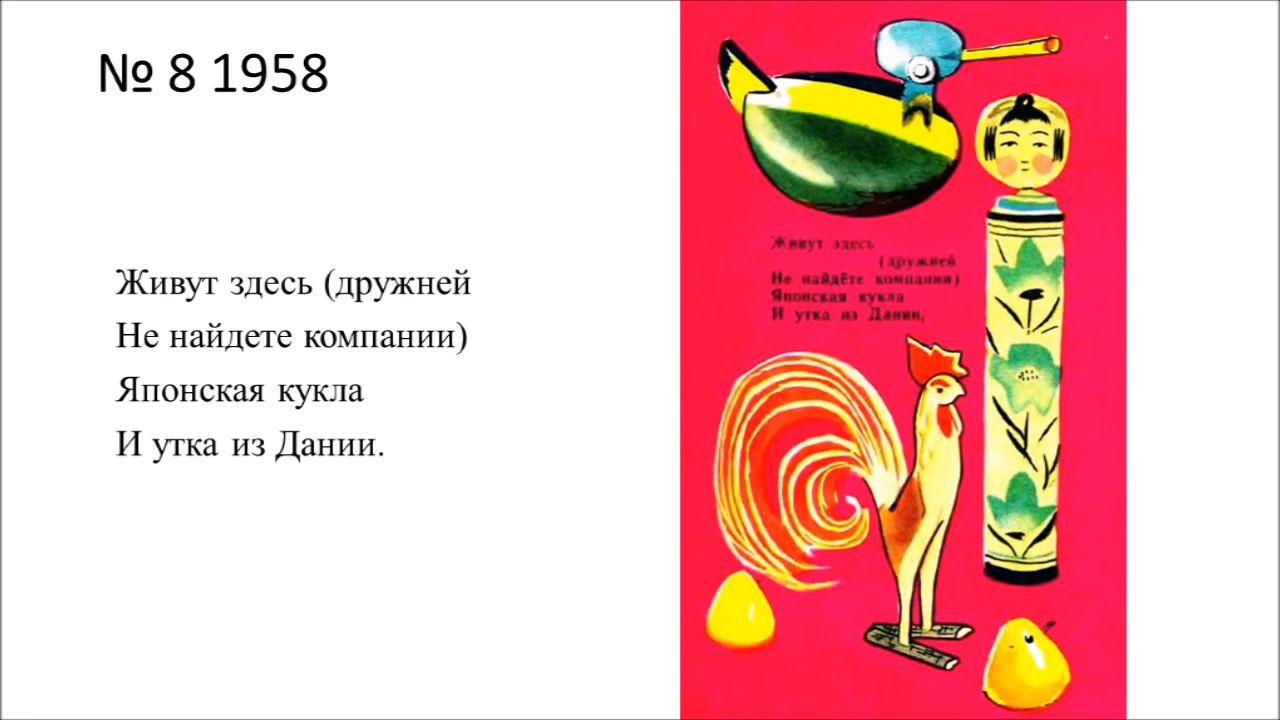 № 8 1958
Живут здесь (дружней
Не найдете компании)
Японская кукла
И утка из Дании.
Живут здесь
(дружней
Не найдёте компания)
Японская кукла
И утка из Дании,